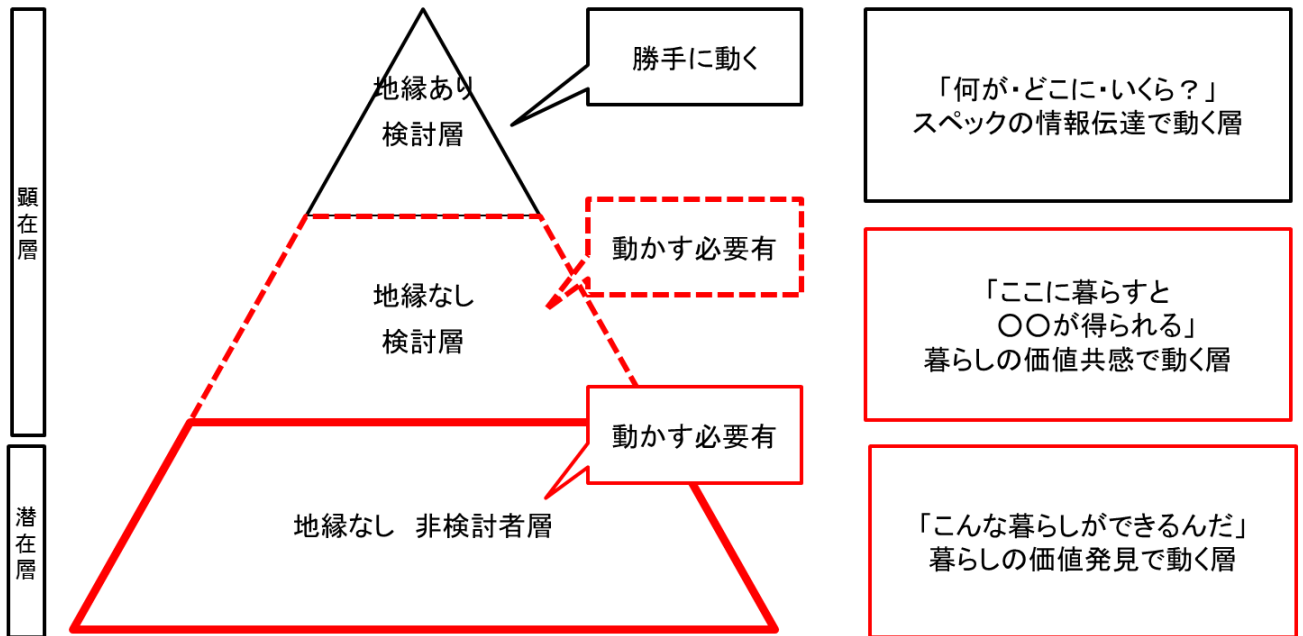 顕在層
地縁あり
検討層
勝手に動く
「何が・どこに・いくら？」
スペックの情報伝達で動く層
地縁なし
検討層
動かす必要有
「ここに暮らすと
〇〇が得られる」
暮らしの価値共感で動く層
潜在層
地縁なし　非検討者層
動かす必要有
「こんな暮らしができるんだ」
暮らしの価値発見で動く層